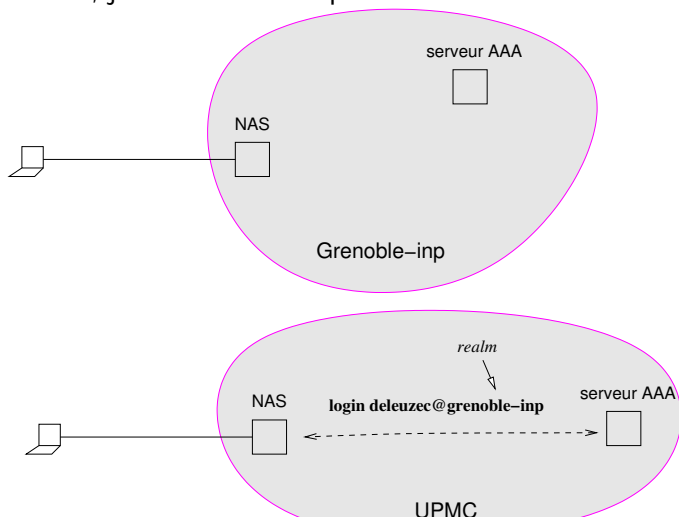 serveur AAA
NAS
Grenoble−inp
realm
NAS
login deleuzec@grenoble−inp
serveur AAA
UPMC